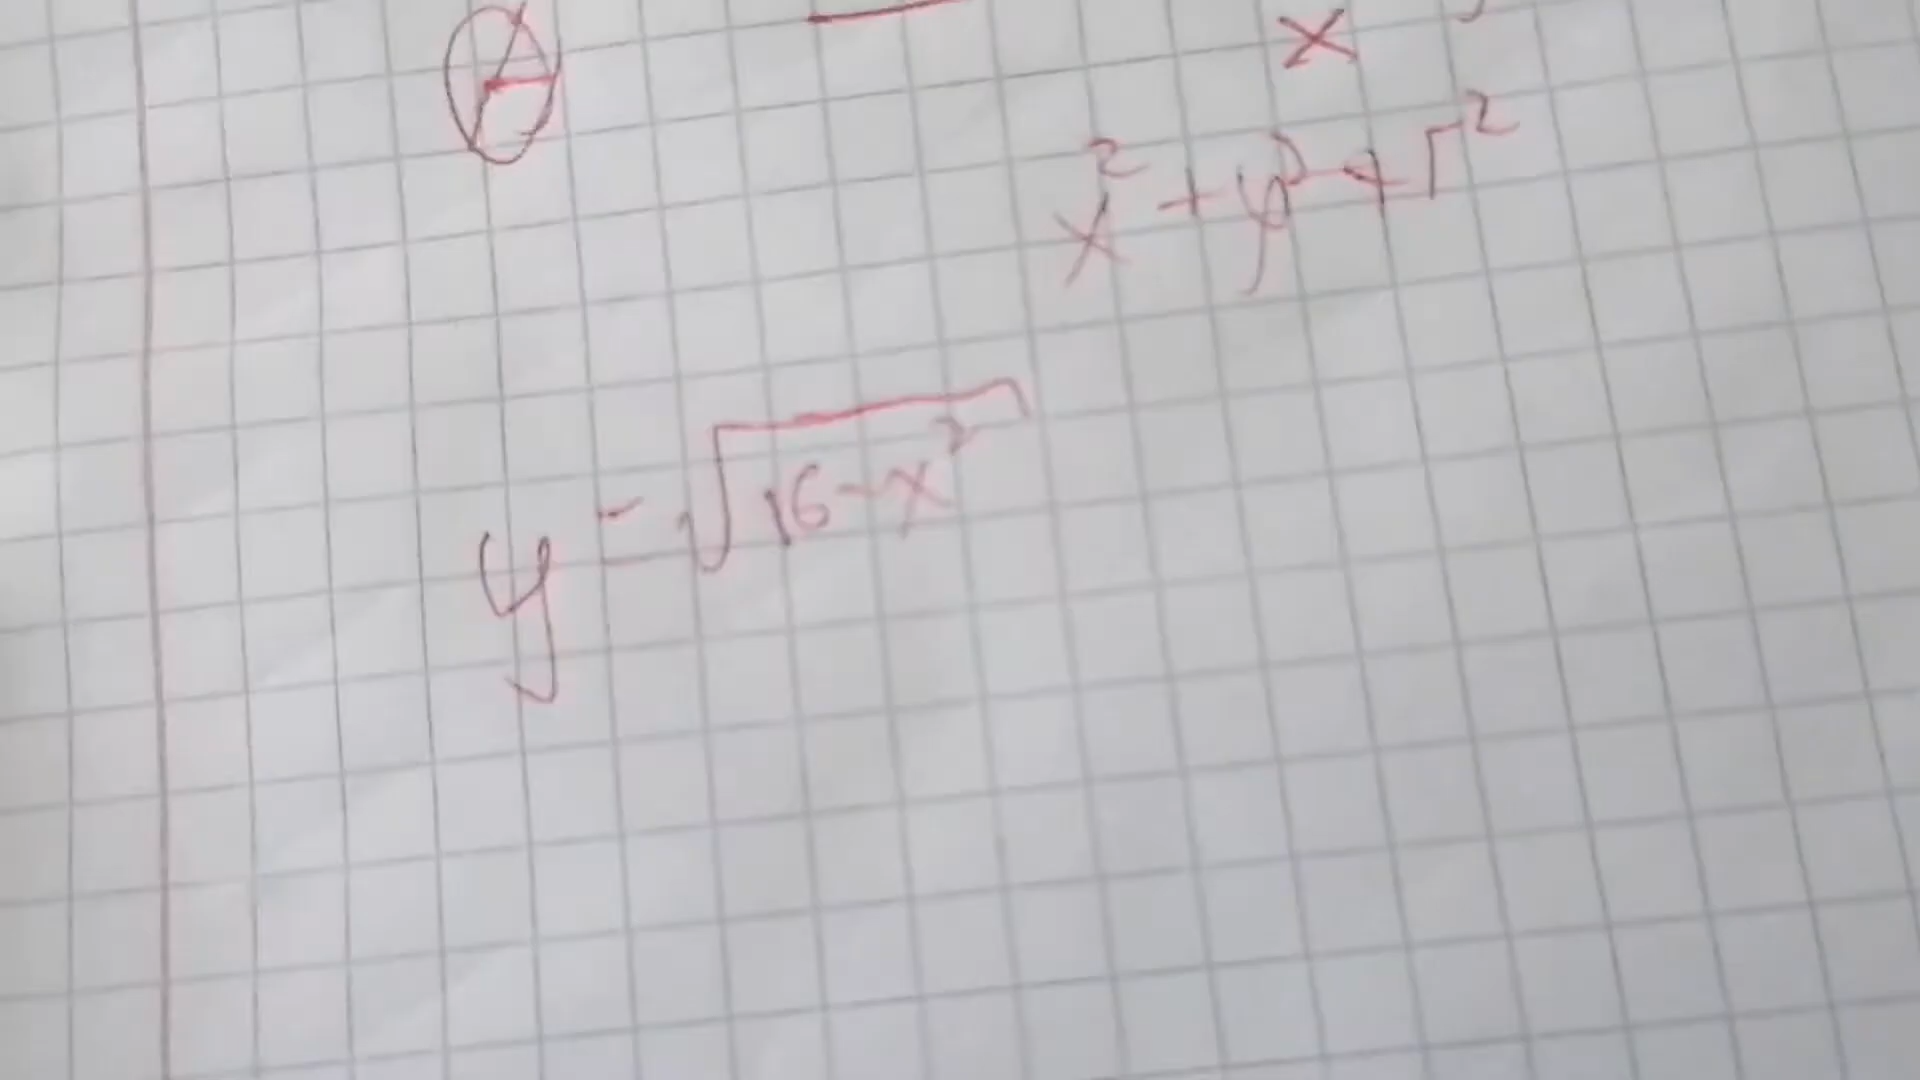 A
x
x² + y² + r²
y = √16-x²